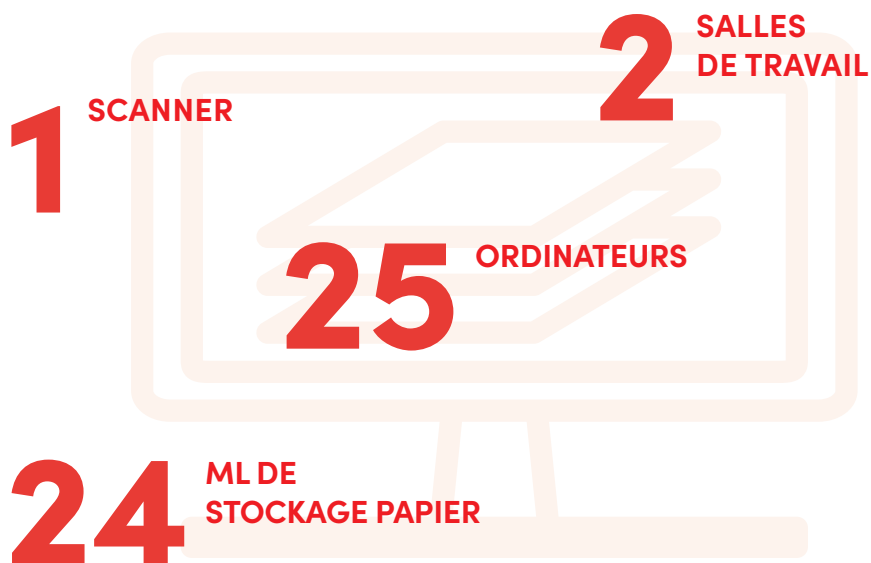 2 SALLES
DE TRAVAIL
1 SCANNER
25 ORDINATEURS
24 ML DE
STOCKAGE PAPIER